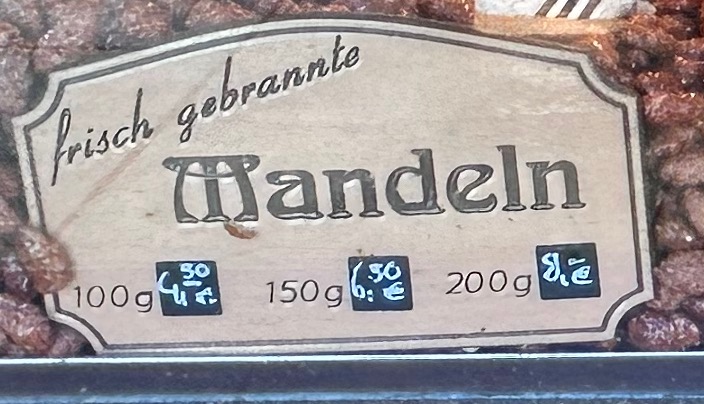 frisch gebrannte
Mandeln
100g 4,50 € 150g 6,50 € 200g 8,- €